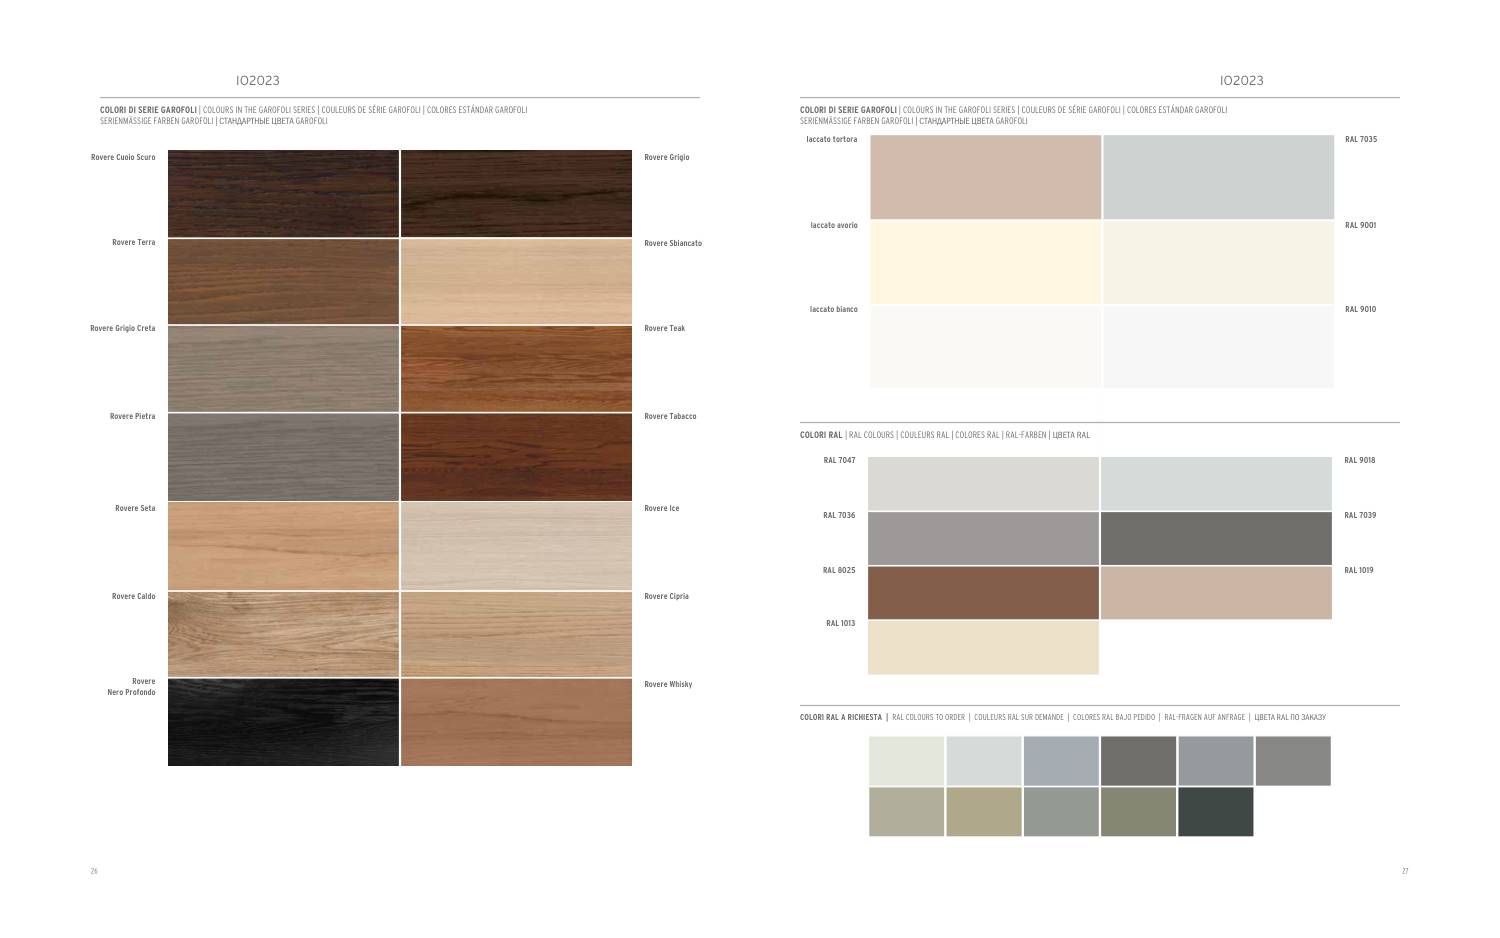 IO2023
COLORI DI SERIE GAROFOLI | COLOURS IN THE GAROFOLI SERIES | COULEURS DE SÉRIE GAROFOLI | COLORES ESTÁNDAR GAROFOLI
SERIENMÄSSIGE FARBEN GAROFOLI | СТАНДАРТНЫЕ ЦВЕТА GAROFOLI
Rovere Cuoio Scuro
Rovere Grigio
Rovere Terra
Rovere Sbiancato
Rovere Grigio Creta
Rovere Teak
Rovere Pietra
Rovere Tabacco
Rovere Seta
Rovere Ice
Rovere Caldo
Rovere Cipria
Rovere
Nero Profondo
Rovere Whisky
26
IO2023
COLORI DI SERIE GAROFOLI | COLOURS IN THE GAROFOLI SERIES | COULEURS DE SÉRIE GAROFOLI | COLORES ESTÁNDAR GAROFOLI
SERIENMÄSSIGE FARBEN GAROFOLI | СТАНДАРТНЫЕ ЦВЕТА GAROFOLI
laccato tortora
RAL 7035
laccato avorio
RAL 9001
laccato bianco
RAL 9010
COLORI RAL | RAL COLOURS | COULEURS RAL | COLORES RAL | RAL-FARBEN | ЦВЕТА RAL
RAL 7047
RAL 9018
RAL 7036
RAL 7039
RAL 8025
RAL 1019
RAL 1013
COLORI RAL A RICHIESTA | RAL COLOURS TO ORDER | COULEURS RAL SUR DEMANDE | COLORES RAL BAJO PEDIDO | RAL-FRAGEN AUF ANFRAGE | ЦВЕТА RAL ПО ЗАКАЗУ
27